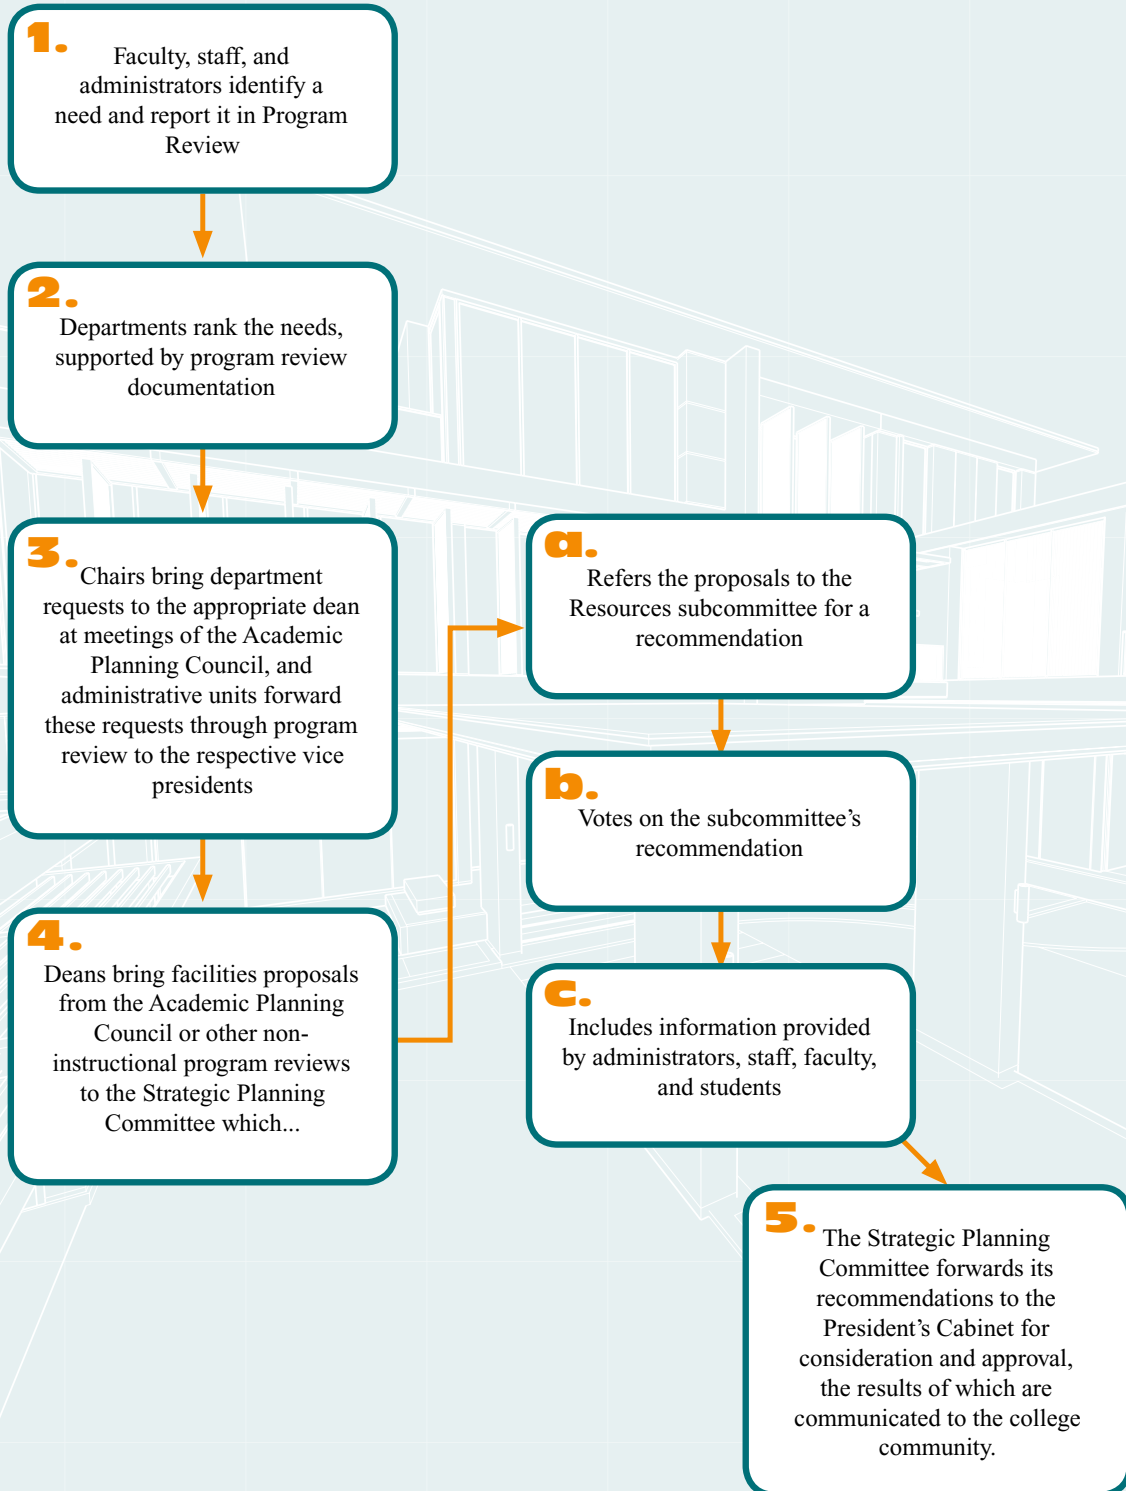 1.
Faculty, staff, and
administrators identify a
need and report it in Program
Review
2.
Departments rank the needs,
supported by program review
documentation
3.
Chairs bring department
requests to the appropriate dean
at meetings of the Academic
Planning Council, and
administrative units forward
these requests through program
review to the respective vice
presidents
4.
Deans bring facilities proposals
from the Academic Planning
Council or other non-
instructional program reviews
to the Strategic Planning
Committee which...
a.
Refers the proposals to the
Resources subcommittee for a
recommendation
b.
Votes on the subcommittee’s
recommendation
c.
Includes information provided
by administrators, staff, faculty,
and students
5.
The Strategic Planning
Committee forwards its
recommendations to the
President’s Cabinet for
consideration and approval,
the results of which are
communicated to the college
community.